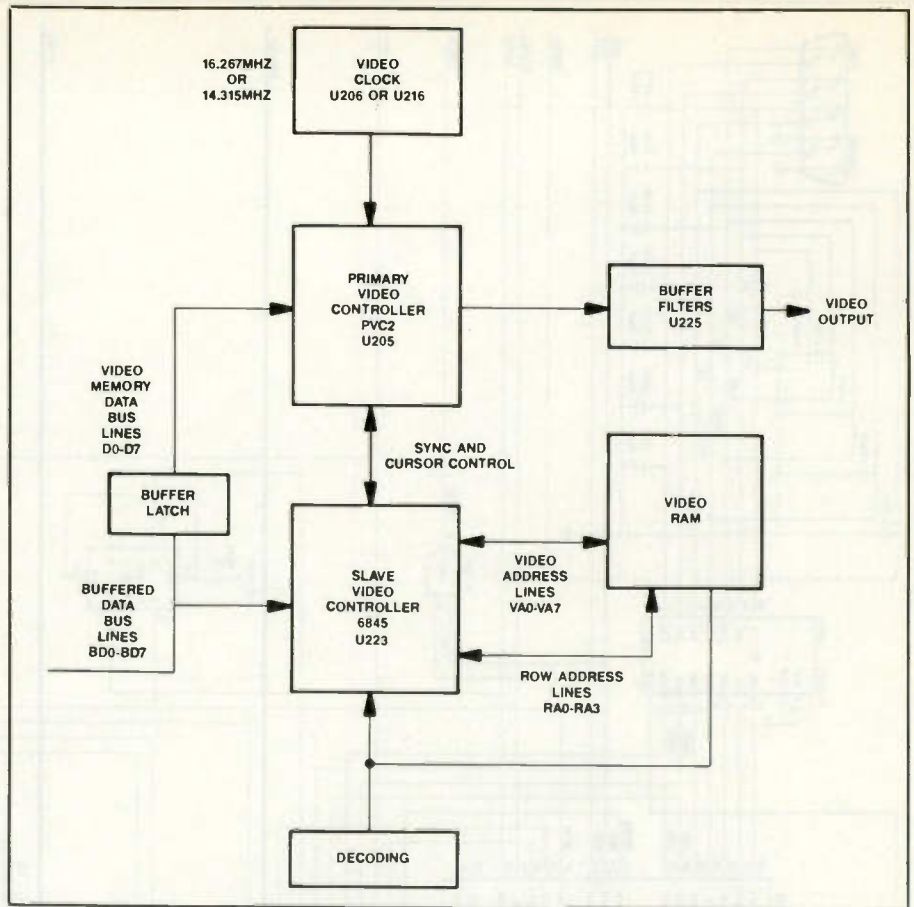 16.267MHZ
OR
14.315MHZ
VIDEO
CLOCK
U206 OR U216
PRIMARY
VIDEO
CONTROLLER
PVC2
U205
BUFFER
FILTERS
U225
VIDEO
OUTPUT
VIDEO
MEMORY
DATA
BUS
LINES
D0-D7
SYNC AND
CURSOR CONTROL
BUFFER
LATCH
VIDEO
RAM
SLAVE
VIDEO
CONTROLLER
6845
U223
VIDEO
ADDRESS
LINES
VA0-VA7
BUFFERED
DATA
BUS
LINES
BD0-BD7
ROW ADDRESS
LINES
RA0-RA3
DECODING